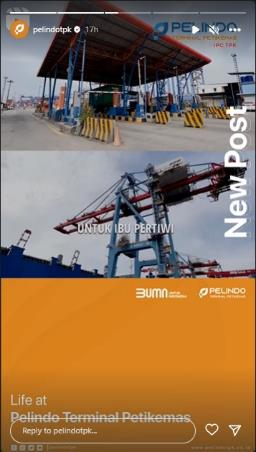 PELINDO
TERMINAL PETIKEMAS
IPC TPK
pelindotpk 17h
New Post
UNTUK IBU PERTIWI
BUMN UNTUK INDONESIA
PELINDO
TERMINAL PETIKEMAS
Life at
Pelindo Terminal Petikemas
Reply to pelindotpk...